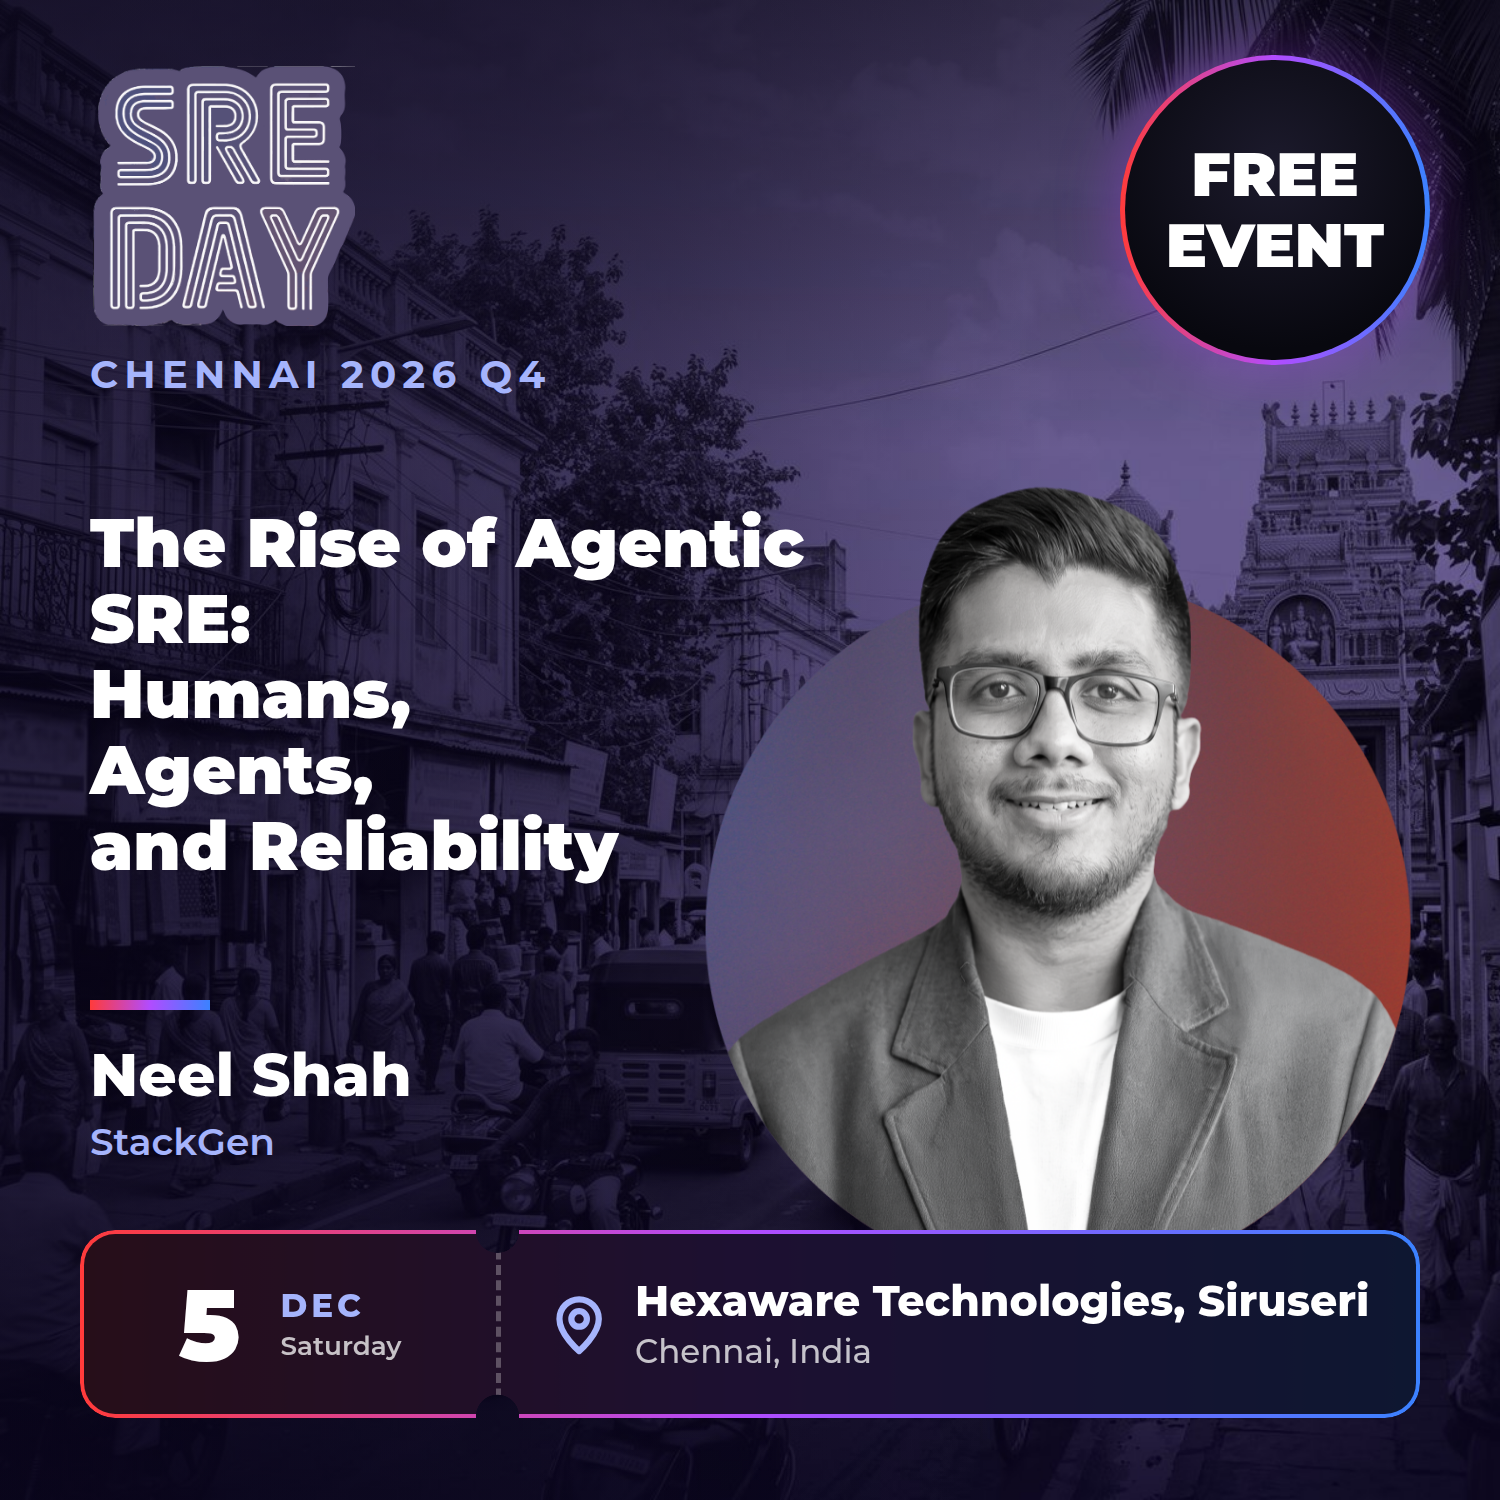 SRE
DAY
CHENNAI 2026 Q4
FREE
EVENT
The Rise of Agentic
SRE:
Humans,
Agents,
and Reliability
Neel Shah
StackGen
5
DEC
Saturday
Hexaware Technologies, Siruseri
Chennai, India